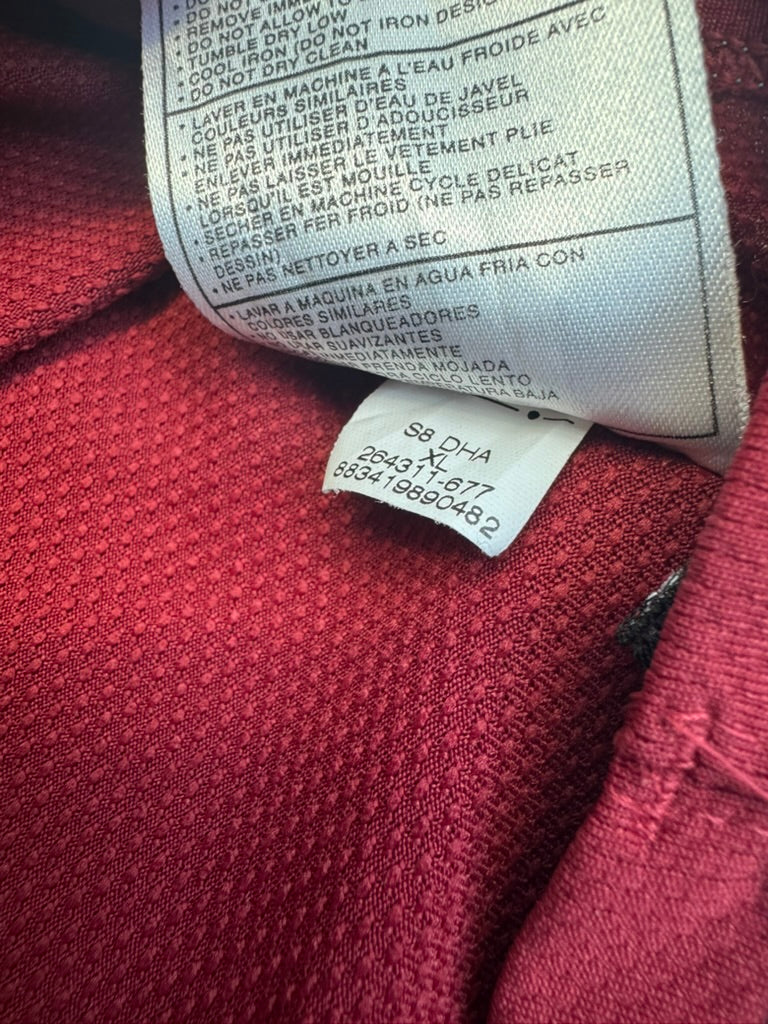 • DO NO
REMOVE IMME
• DO NOT ALLOW TO
• TUMBLE DRY LOW
• COOL IRON (DO NOT IRON DESIG
• DO NOT DRY CLEAN
• LAVER EN MACHINE A L'EAU FROIDE AVEC
COULEURS SIMILAIRES
• NE PAS UTILISER D'EAU DE JAVEL
• NE PAS UTILISER D'ADOUCISSEUR
ENLEVER IMMEDIATEMENT
• NE PAS LAISSER LE VETEMENT PLIE
LORSQU'IL EST MOUILLE
• SECHER EN MACHINE CYCLE DELICAT
• REPASSER FER FROID (NE PAS REPASSER
DESSIN)
• NE PAS NETTOYER A SEC
• LAVAR A MAQUINA EN AGUA FRIA CON
COLORES SIMILARES
NO USAR BLANQUEADORES
USAR SUAVIZANTES
INMEDIATAMENTE
PRENDA MOJADA
CICLO LENTO
BAJA
S8 DHA
XL
264311-677
883419890482